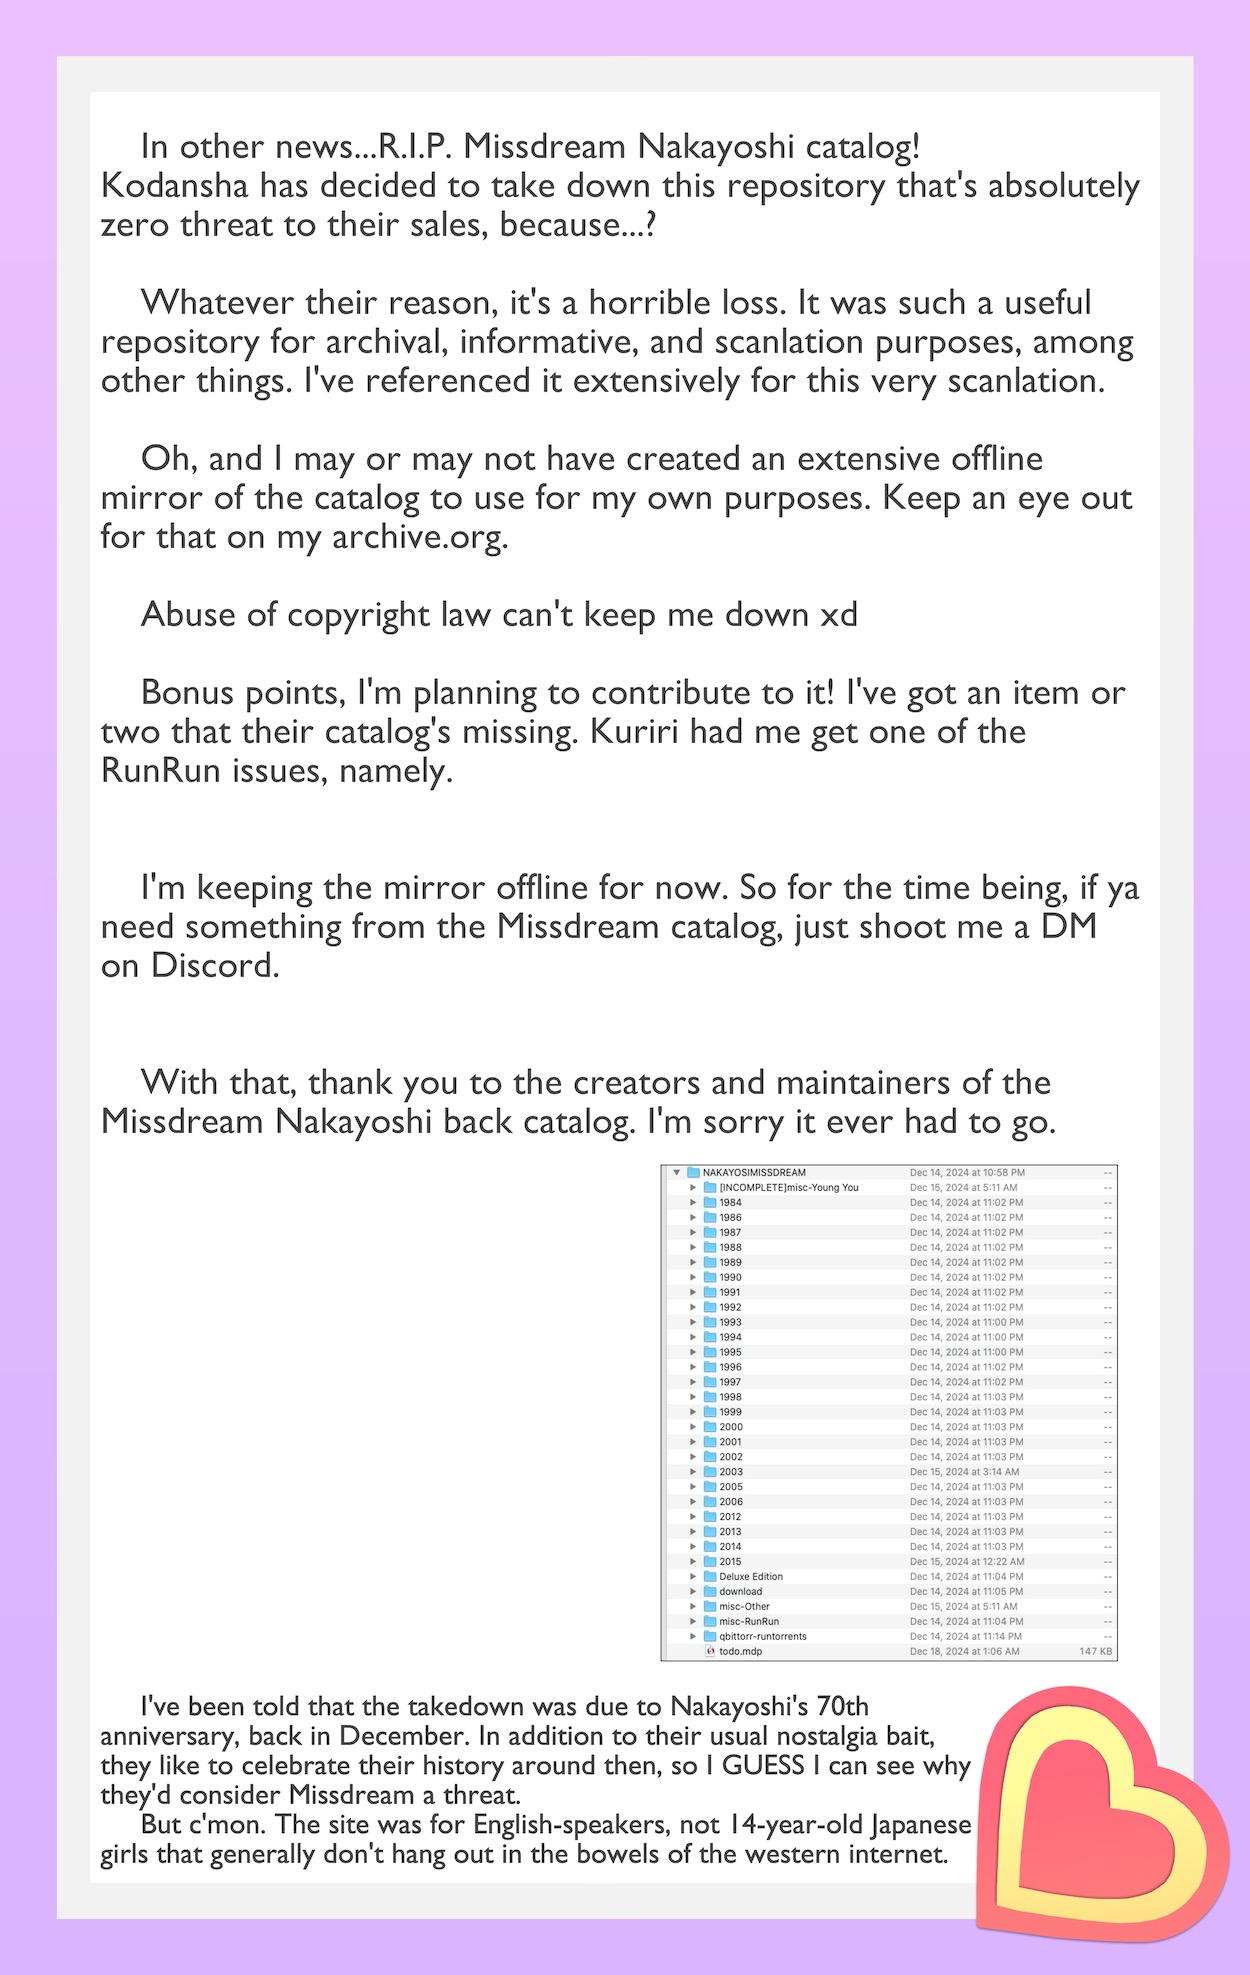 In other news...R.I.P. Missdream Nakayoshi catalog!
Kodansha has decided to take down this repository that's absolutely
zero threat to their sales, because...?
Whatever their reason, it's a horrible loss. It was such a useful
repository for archival, informative, and scanlation purposes, among
other things. I've referenced it extensively for this very scanlation.
Oh, and I may or may not have created an extensive offline
mirror of the catalog to use for my own purposes. Keep an eye out
for that on my archive.org.
Abuse of copyright law can't keep me down xd
Bonus points, I'm planning to contribute to it! I've got an item or
two that their catalog's missing. Kuriri had me get one of the
RunRun issues, namely.
I'm keeping the mirror offline for now. So for the time being, if ya
need something from the Missdream catalog, just shoot me a DM
on Discord.
With that, thank you to the creators and maintainers of the
Missdream Nakayoshi back catalog. I'm sorry it ever had to go.
NAKAYOSIMISSDREAM Dec 14, 2024 at 10:58 PM --
[INCOMPLETE]misc-Young You Dec 15, 2024 at 5:11 AM --
1984 Dec 14, 2024 at 11:02 PM --
1986 Dec 14, 2024 at 11:02 PM --
1987 Dec 14, 2024 at 11:02 PM --
1988 Dec 14, 2024 at 11:02 PM --
1989 Dec 14, 2024 at 11:02 PM --
1990 Dec 14, 2024 at 11:02 PM --
1991 Dec 14, 2024 at 11:02 PM --
1992 Dec 14, 2024 at 11:02 PM --
1993 Dec 14, 2024 at 11:00 PM --
1994 Dec 14, 2024 at 11:00 PM --
1995 Dec 14, 2024 at 11:00 PM --
1996 Dec 14, 2024 at 11:02 PM --
1997 Dec 14, 2024 at 11:02 PM --
1998 Dec 14, 2024 at 11:03 PM --
1999 Dec 14, 2024 at 11:03 PM --
2000 Dec 14, 2024 at 11:03 PM --
2001 Dec 14, 2024 at 11:03 PM --
2002 Dec 14, 2024 at 11:03 PM --
2003 Dec 15, 2024 at 3:14 AM --
2005 Dec 14, 2024 at 11:03 PM --
2006 Dec 14, 2024 at 11:03 PM --
2012 Dec 14, 2024 at 11:03 PM --
2013 Dec 14, 2024 at 11:03 PM --
2014 Dec 14, 2024 at 11:03 PM --
2015 Dec 15, 2024 at 12:22 AM --
Deluxe Edition Dec 14, 2024 at 11:04 PM --
download Dec 14, 2024 at 11:05 PM --
misc-Other Dec 15, 2024 at 5:11 AM --
misc-RunRun Dec 14, 2024 at 11:04 PM --
qbittorr-runtorrents Dec 14, 2024 at 11:14 PM --
todo.mdp Dec 18, 2024 at 1:06 AM 147 KB
I've been told that the takedown was due to Nakayoshi's 70th
anniversary, back in December. In addition to their usual nostalgia bait,
they like to celebrate their history around then, so I GUESS I can see why
they'd consider Missdream a threat.
But c'mon. The site was for English-speakers, not 14-year-old Japanese
girls that generally don't hang out in the bowels of the western internet.